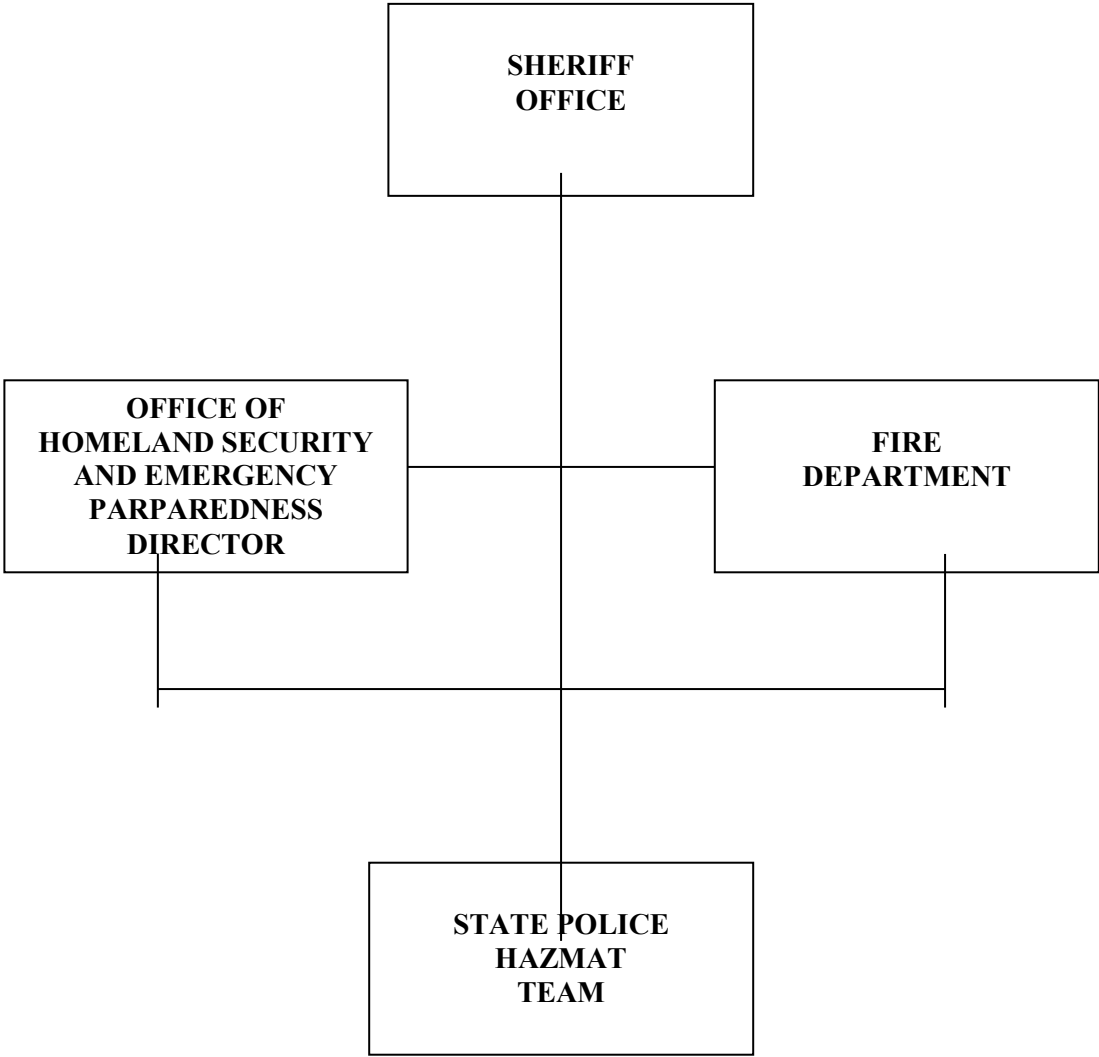 SHERIFF
OFFICE
OFFICE OF
HOMELAND SECURITY
AND EMERGENCY
PARPAREDNESS
DIRECTOR
FIRE
DEPARTMENT
STATE POLICE
HAZMAT
TEAM